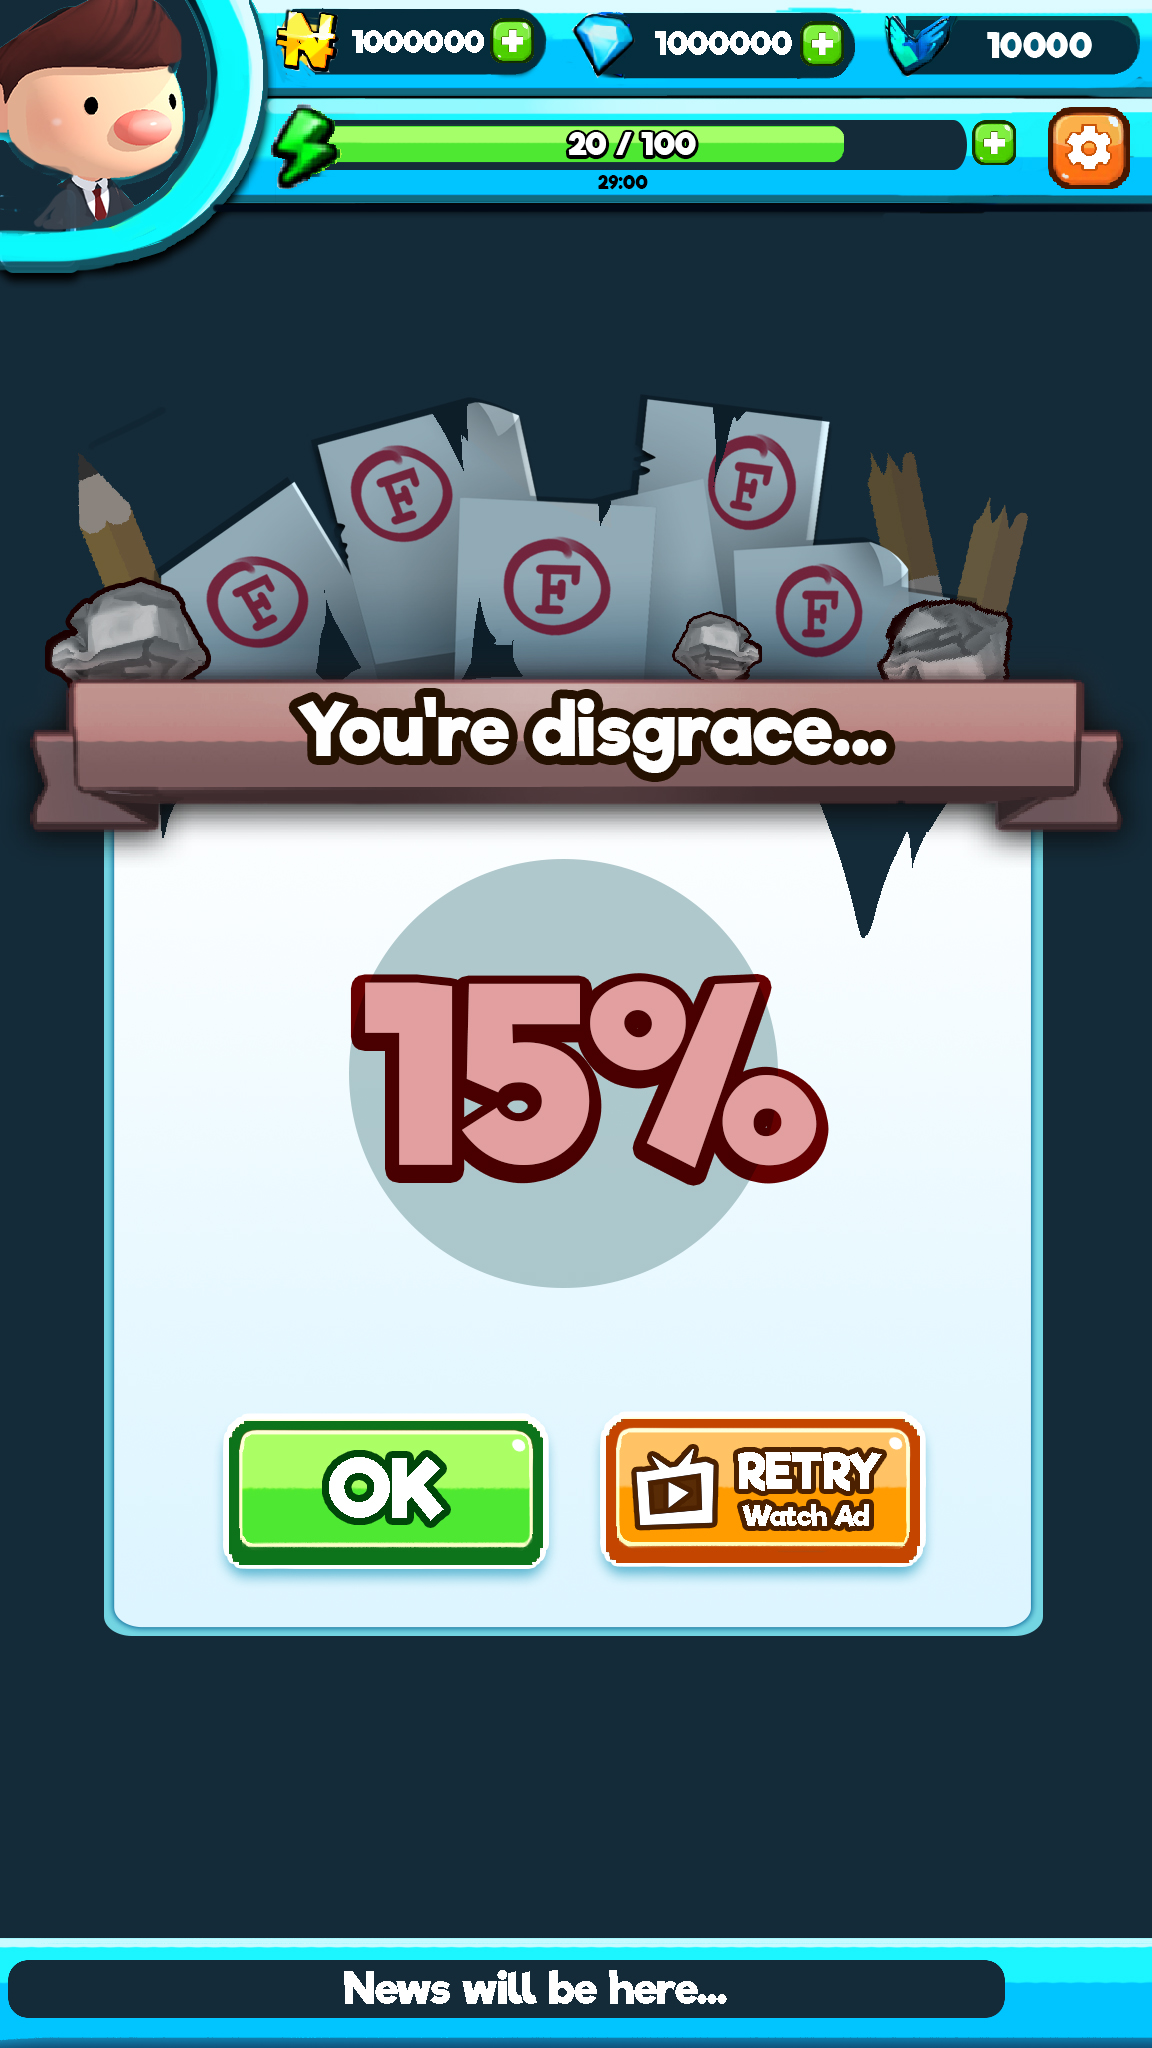 1000000
1000000
10000
20 / 100
29:00
F
F
F
F
F
You're disgrace...
15%
OK
RETRY
Watch Ad
News will be here...